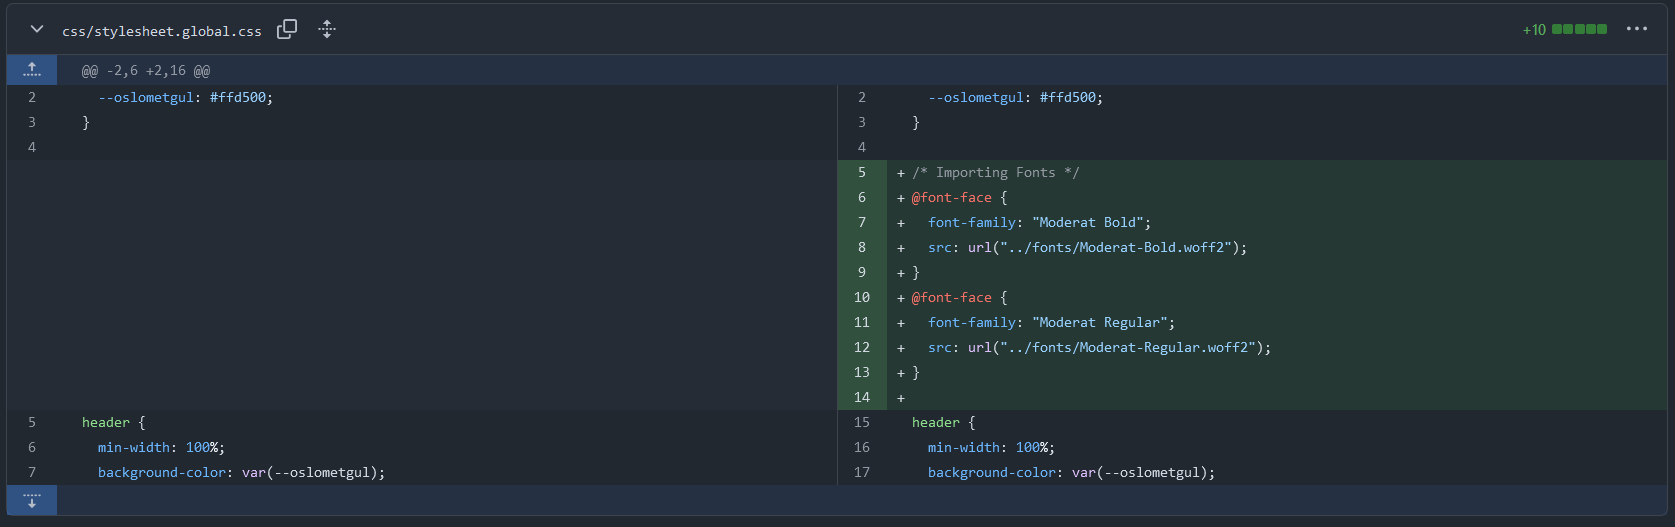 css/stylesheet.global.css +10
@@ -2,6 +2,16 @@
2 --oslometgul: #ffd500;
3 }
4
5 header {
6 min-width: 100%;
7 background-color: var(--oslometgul);
2 --oslometgul: #ffd500;
3 }
4
5 + /* Importing Fonts */
6 + @font-face {
7 + font-family: "Moderat Bold";
8 + src: url("../fonts/Moderat-Bold.woff2");
9 + }
10 + @font-face {
11 + font-family: "Moderat Regular";
12 + src: url("../fonts/Moderat-Regular.woff2");
13 + }
14 +
15 header {
16 min-width: 100%;
17 background-color: var(--oslometgul);